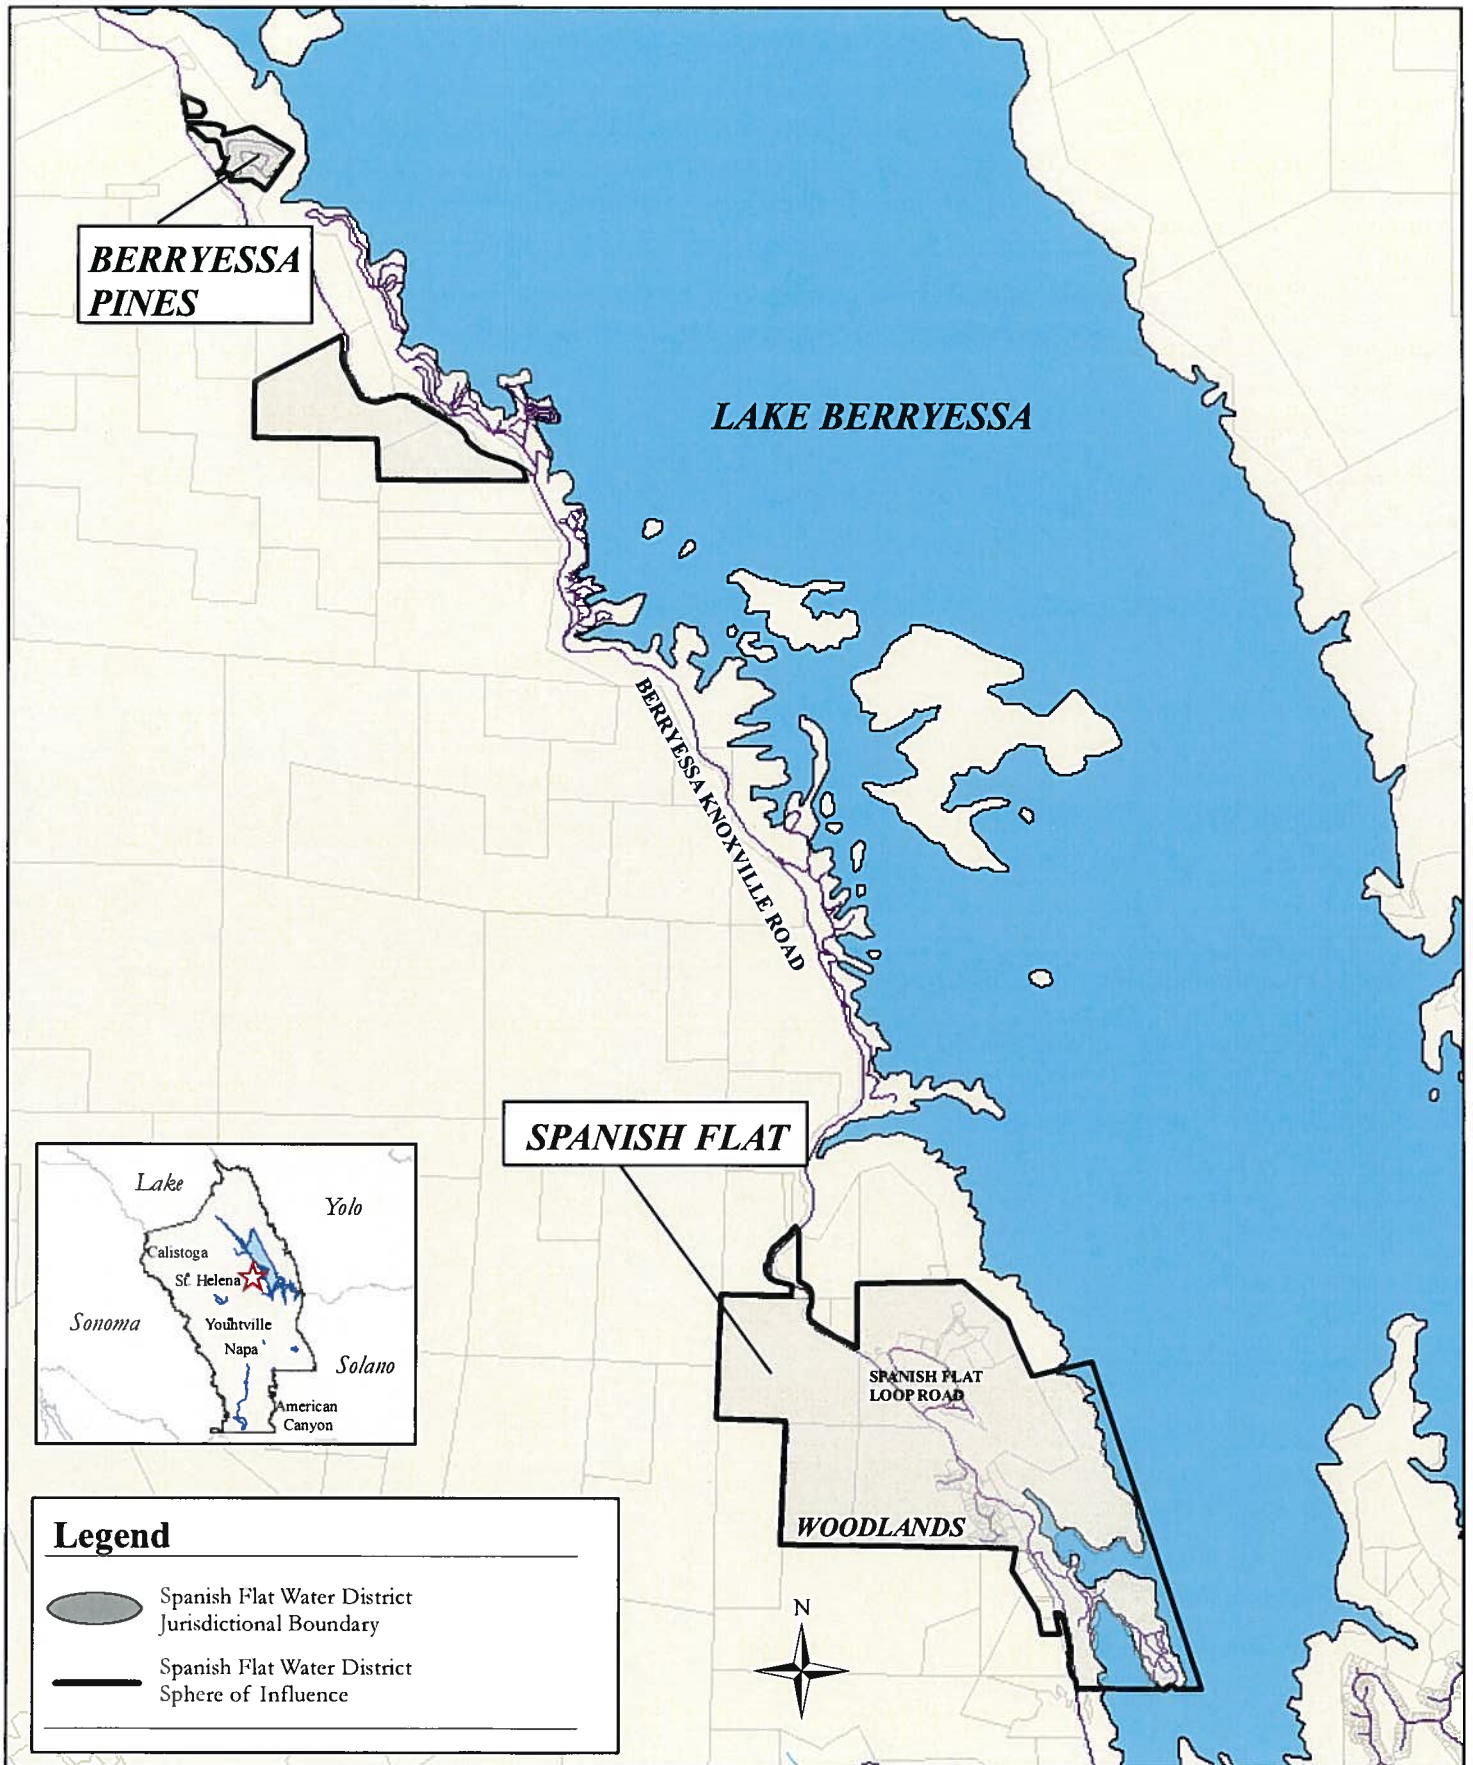 BERRYESSA
PINES
LAKE BERRYESSA
BERRYESSA KNOXVILLE ROAD
SPANISH FLAT
SPANISH FLAT
LOOP ROAD
WOODLANDS
N
Lake
Yolo
Calistoga
St. Helena
Sonoma
Yountville
Napa
Solano
American
Canyon
Legend
Spanish Flat Water District
Jurisdictional Boundary
Spanish Flat Water District
Sphere of Influence